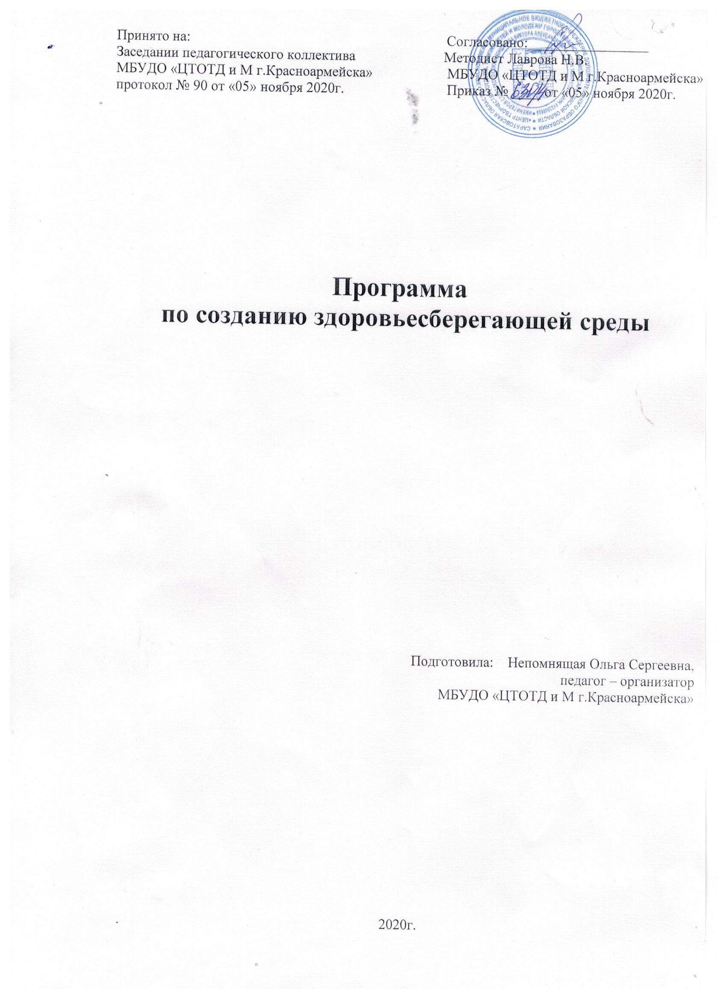 Принято на:
Заседании педагогического коллектива
МБУДО «ЦТОТД и М г.Красноармейска»
протокол № 90 от «05» ноября 2020г.
Согласовано:
Методист Лаврова Н.В.
МБУДО «ЦТОТД и М г.Красноармейска»
Приказ № от «05» ноября 2020г.
Программа
по созданию здоровьесберегающей среды
Подготовила: Непомнящая Ольга Сергеевна,
педагог – организатор
МБУДО «ЦТОТД и М г.Красноармейска»
2020г.